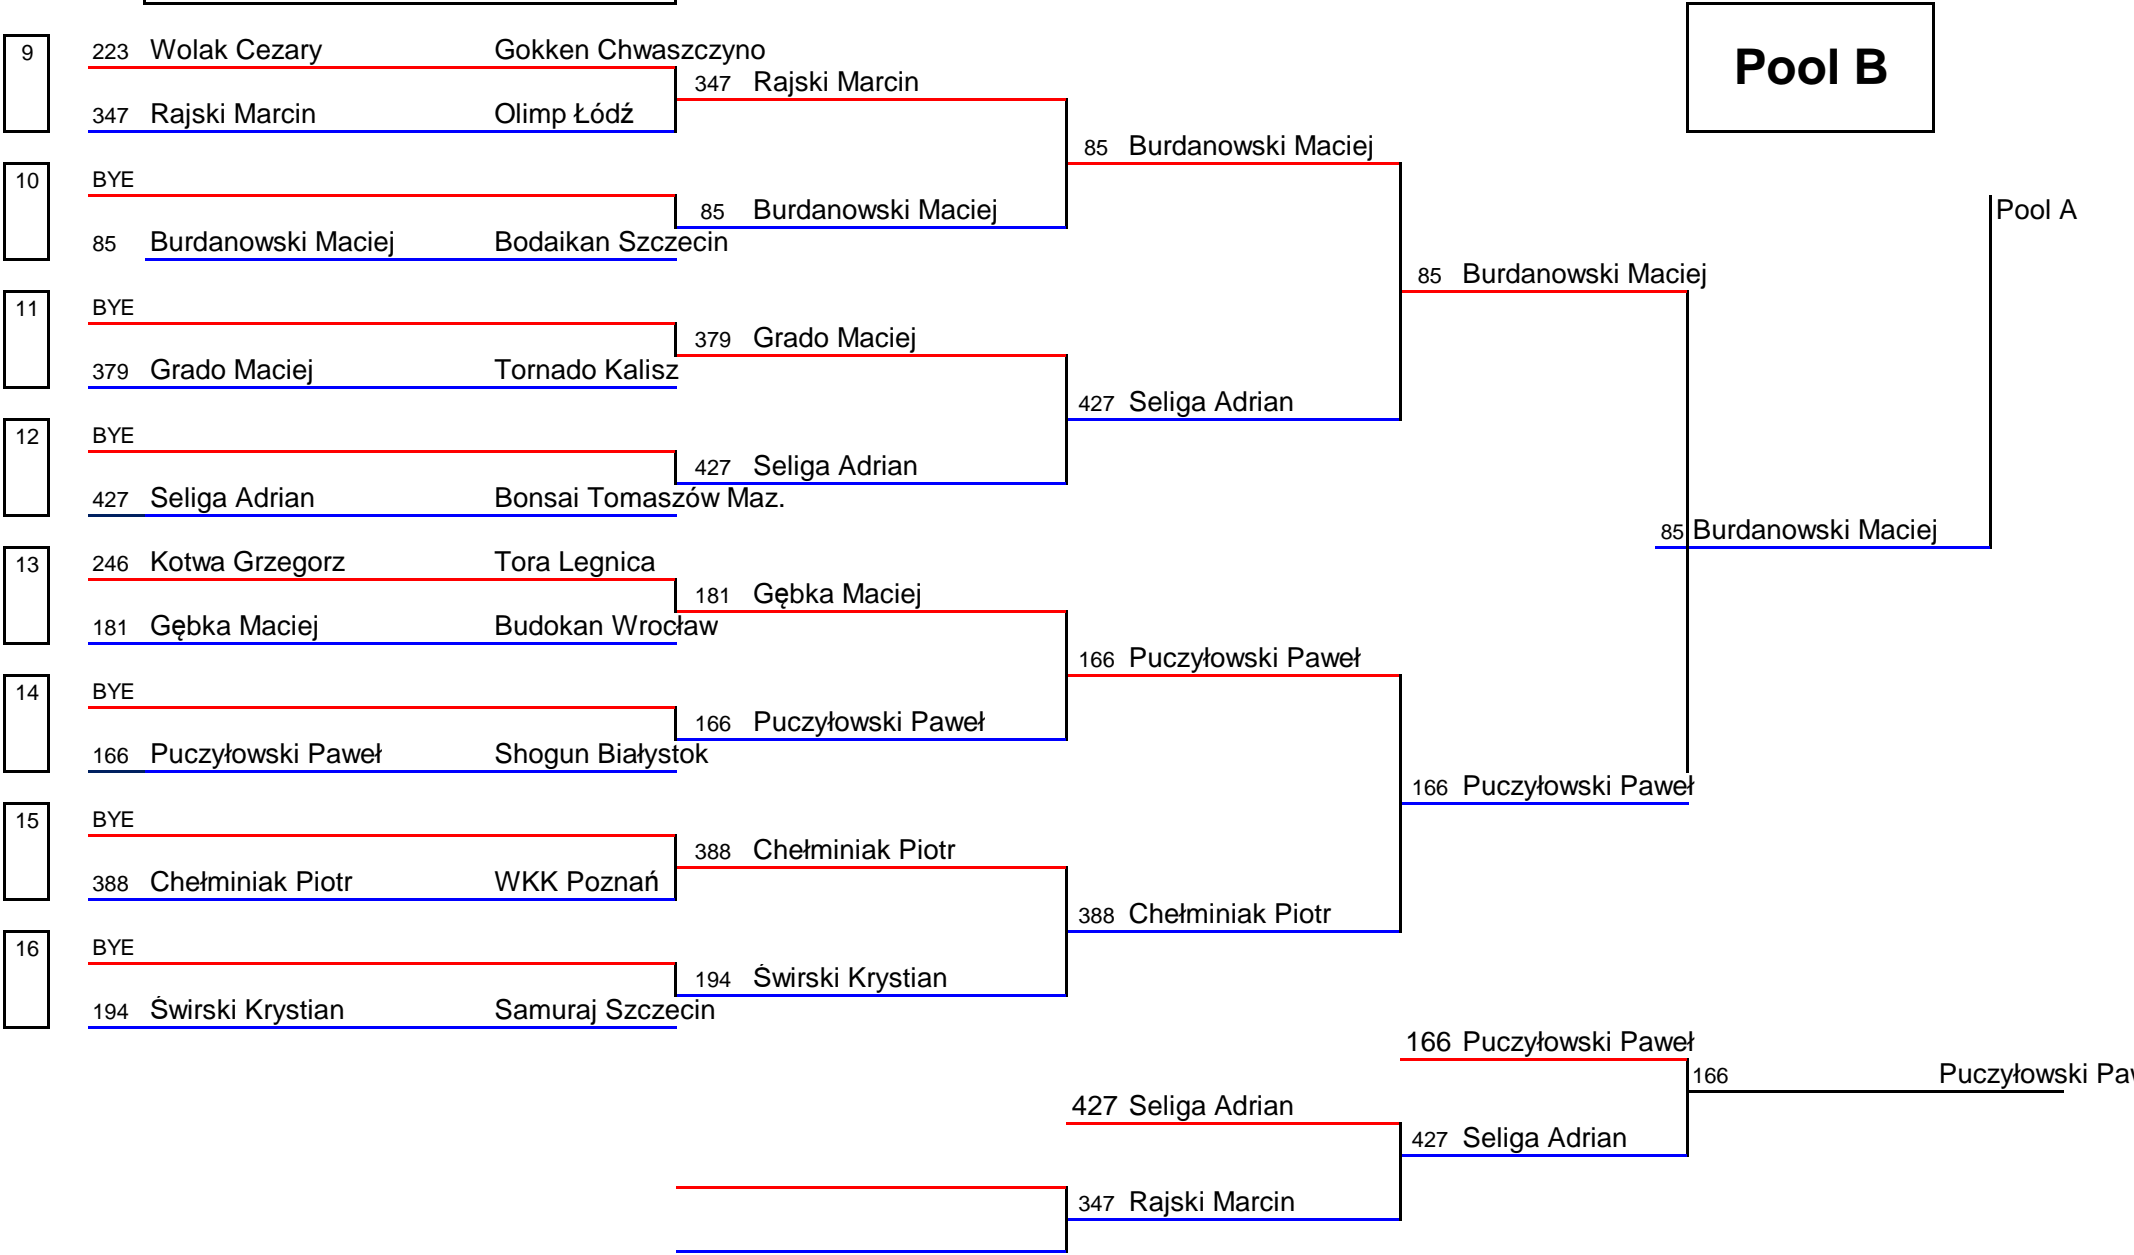 Pool B
9
223 Wolak Cezary Gokken Chwaszczyno
347 Rajski Marcin
347 Rajski Marcin Olimp Łódź
85 Burdanowski Maciej
10
BYE
85 Burdanowski Maciej
Pool A
85 Burdanowski Maciej Bodaikan Szczecin
85 Burdanowski Maciej
11
BYE
379 Grado Maciej
379 Grado Maciej Tornado Kalisz
427 Seliga Adrian
12
BYE
427 Seliga Adrian
427 Seliga Adrian Bonsai Tomaszów Maz.
85 Burdanowski Maciej
13
246 Kotwa Grzegorz Tora Legnica
181 Gębka Maciej
181 Gębka Maciej Budokan Wrocław
166 Puczyłowski Paweł
14
BYE
166 Puczyłowski Paweł
166 Puczyłowski Paweł Shogun Białystok
166 Puczyłowski Paweł
15
BYE
388 Chełminiak Piotr
388 Chełminiak Piotr WKK Poznań
388 Chełminiak Piotr
16
BYE
194 Świrski Krystian
194 Świrski Krystian Samuraj Szczecin
166 Puczyłowski Paweł
166 Puczyłowski
427 Seliga Adrian
427 Seliga Adrian
347 Rajski Marcin